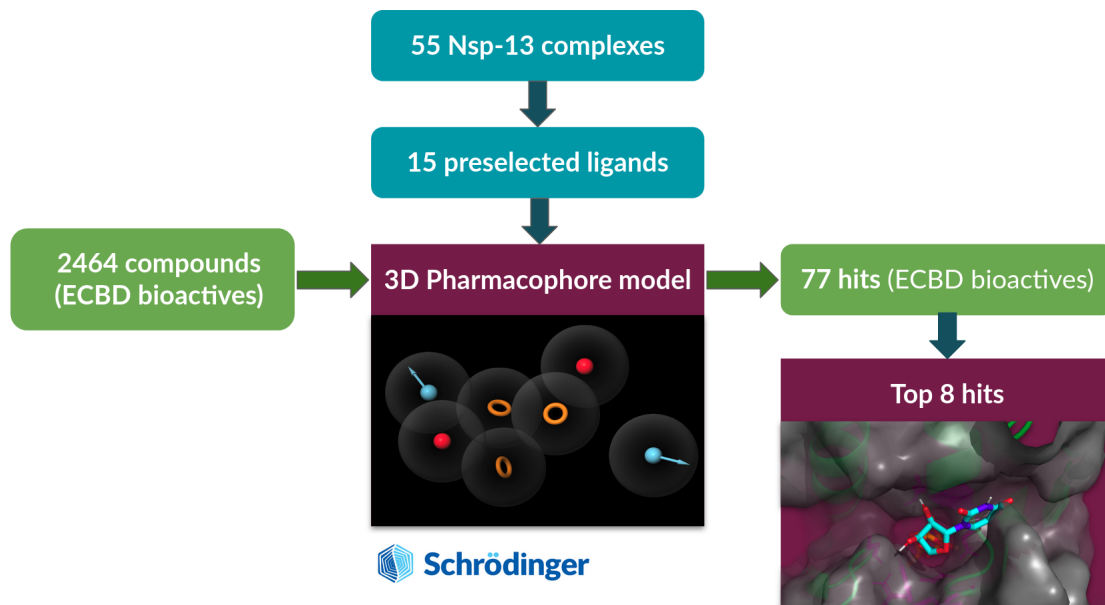 55 Nsp-13 complexes
15 preselected ligands
2464 compounds
(ECBD bioactives)
3D Pharmacophore model
77 hits (ECBD bioactives)
Top 8 hits
Schrödinger